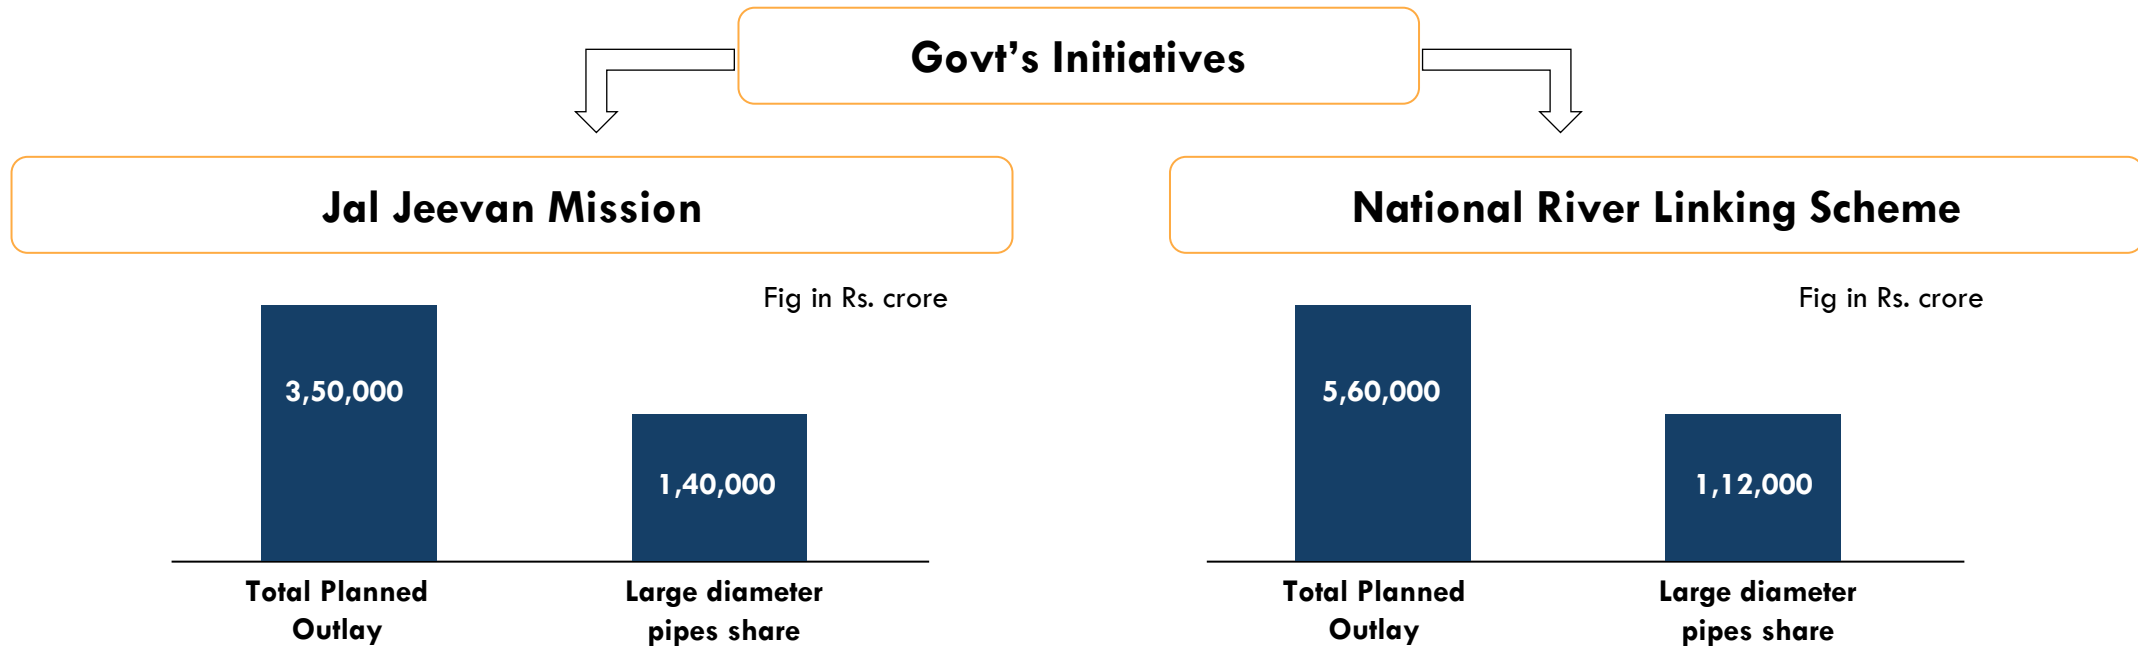 Govt’s Initiatives
Jal Jeevan Mission
National River Linking Scheme
Fig in Rs. crore
3,50,000
1,40,000
Total Planned
Outlay
Large diameter
pipes share
Fig in Rs. crore
5,60,000
1,12,000
Total Planned
Outlay
Large diameter
pipes share